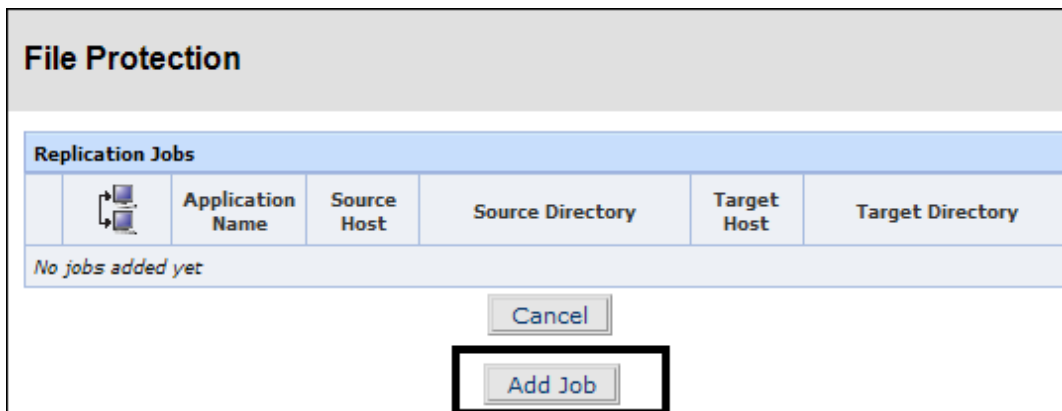 File Protection
Replication Jobs
Application Name
Source Host
Source Directory
Target Host
Target Directory
No jobs added yet
Cancel
Add Job